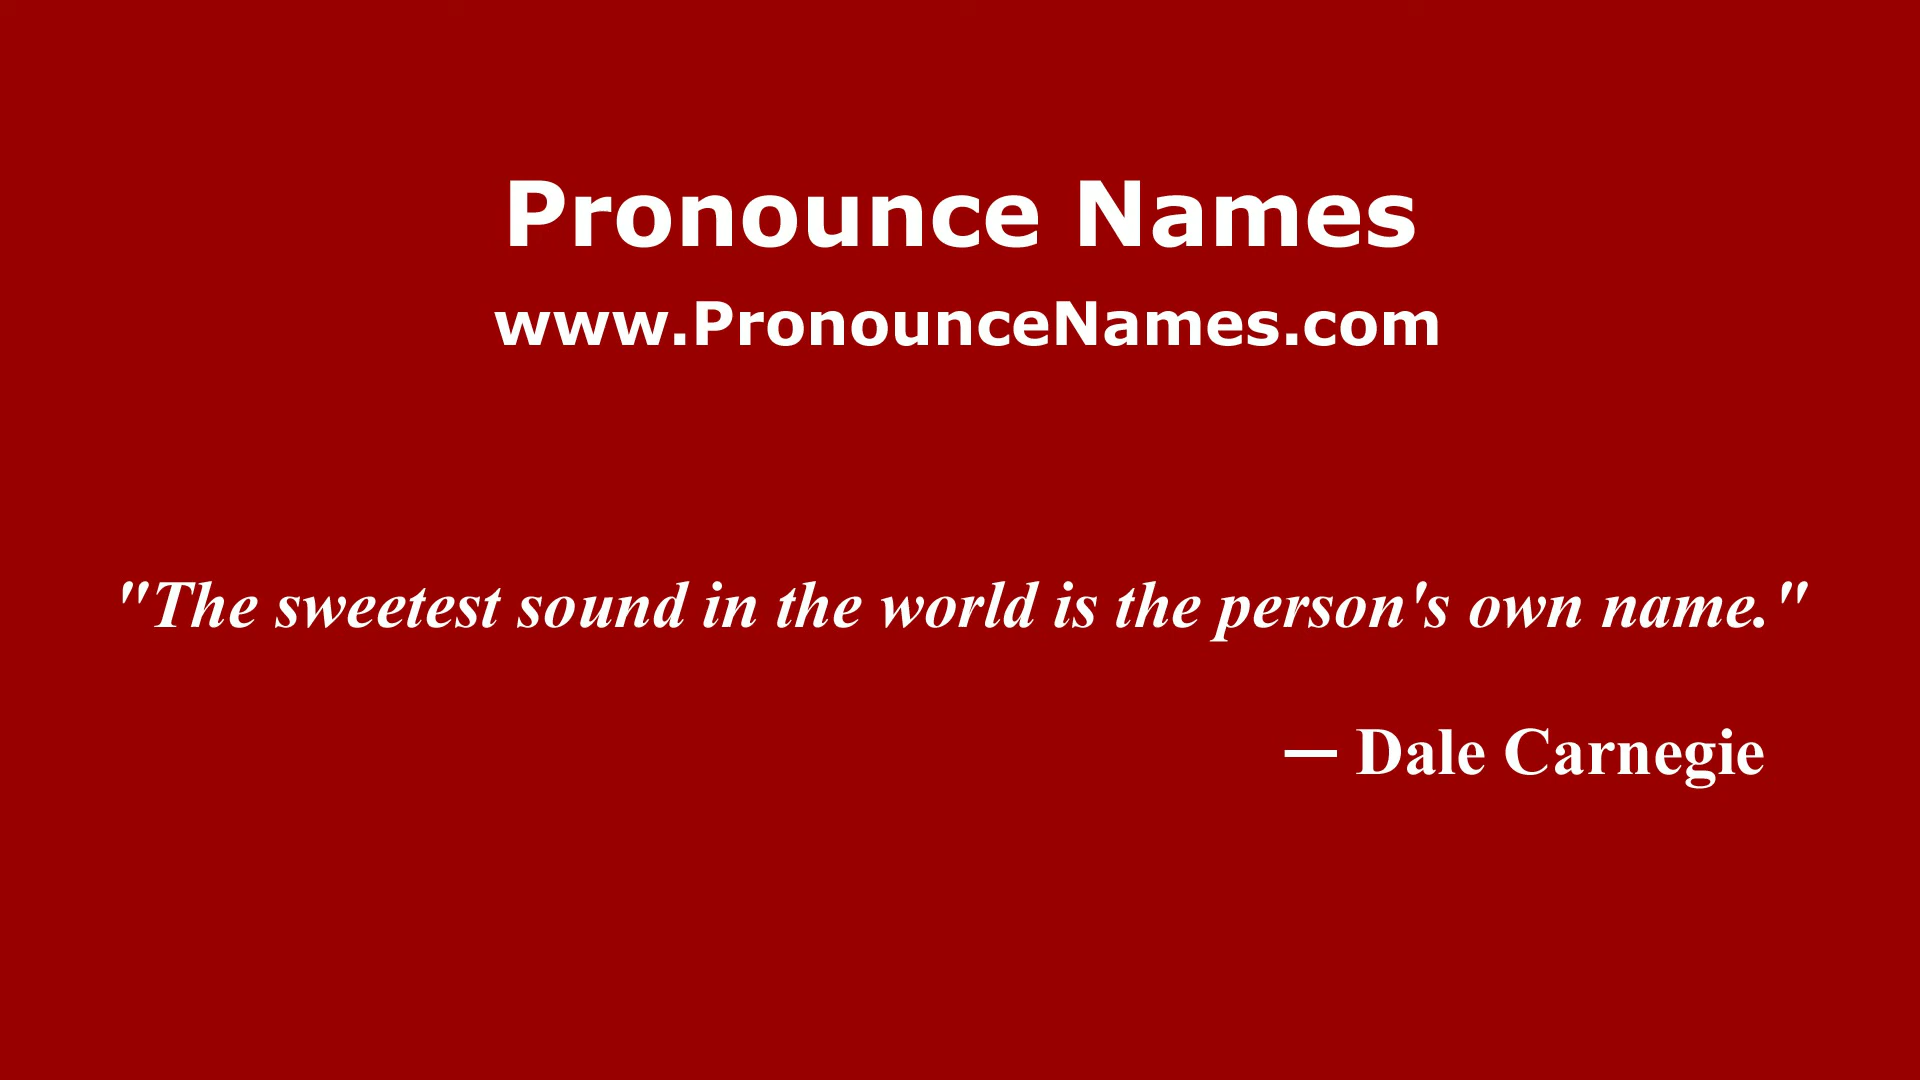 Pronounce Names
www.PronounceNames.com
"The sweetest sound in the world is the person's own name."
— Dale Carnegie